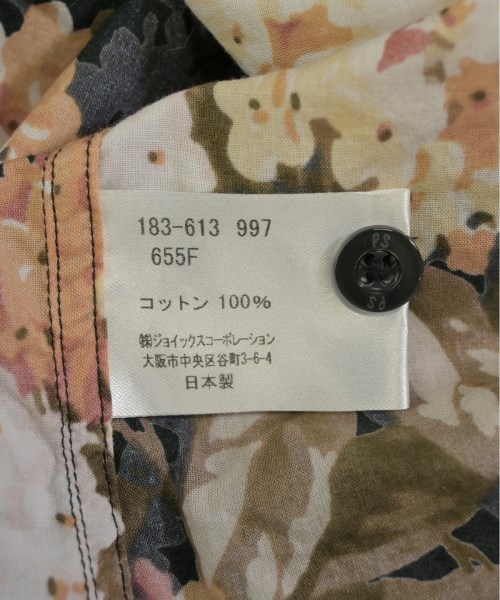 183-613 997
655F
コットン 100%
㈱ジョイックスコーポレーション
大阪市中央区谷町3-6-4
日本製
PS
PS